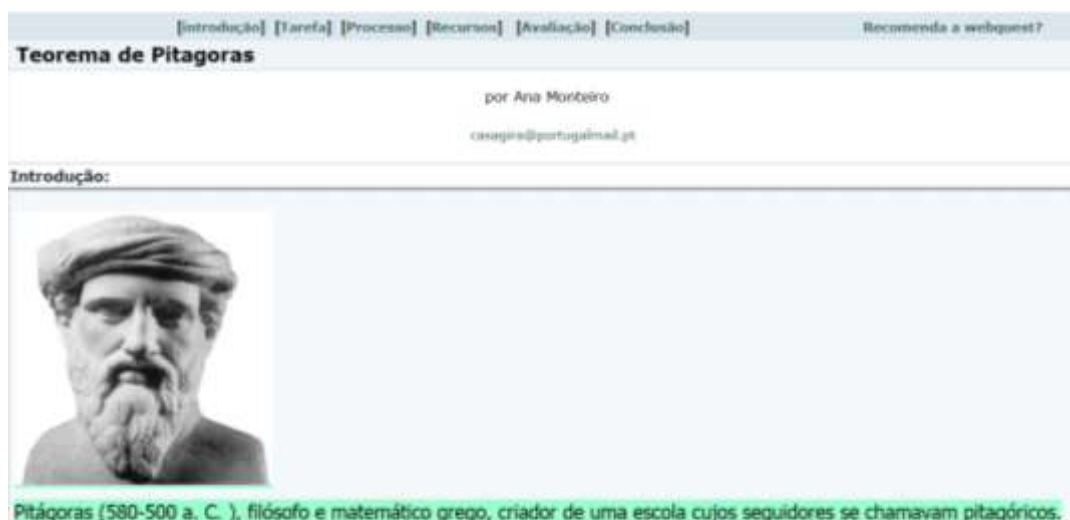 [introdução] [Tarefa] [Processo] [Recursos] [Avaliação] [Conclusão] Recomenda a webquest?
Teorema de Pitagoras
por Ana Monteiro
casagira@portugalmail.pt
Introdução:
Pitágoras (580-500 a. C. ), filósofo e matemático grego, criador de uma escola cujos seguidores se chamavam pitagóricos.